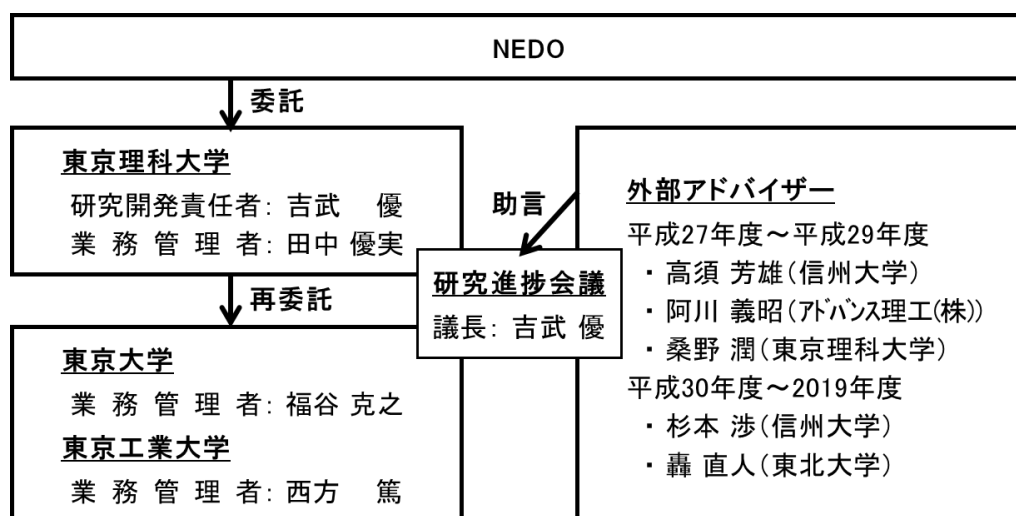 NEDO
委託
東京理科大学
研究開発責任者: 吉武 優
業務管理者: 田中 優実
再委託
東京大学
業務管理者: 福谷 克之
東京工業大学
業務管理者: 西方 篤
助言
研究進捗会議
議長: 吉武 優
外部アドバイザー
平成27年度～平成29年度
・高須 芳雄(信州大学)
・阿川 義昭(アドバンス理工(株))
・桑野 潤(東京理科大学)
平成30年度～2019年度
・杉本 渉(信州大学)
・轟 直人(東北大学)